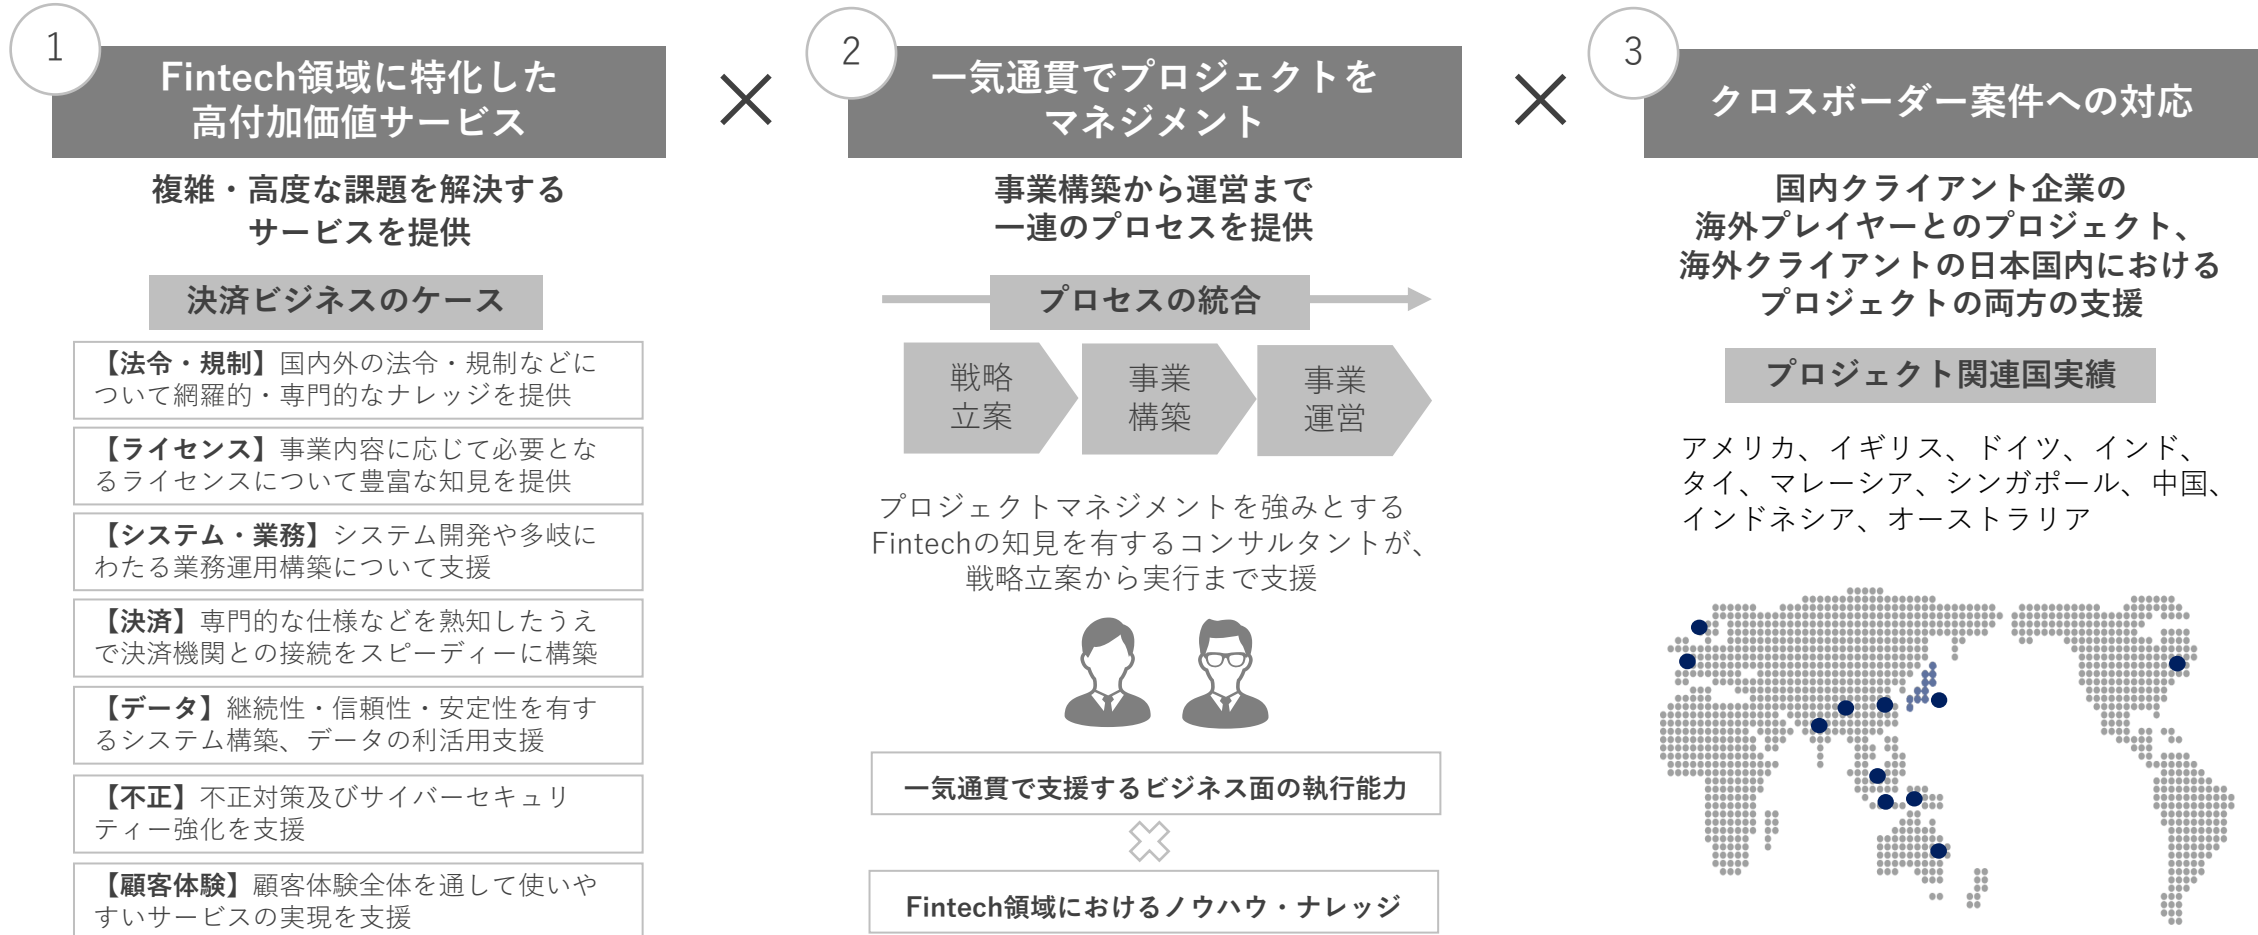 1
Fintech領域に特化した
高付加価値サービス
複雑・高度な課題を解決する
サービスを提供
決済ビジネスのケース
【法令・規制】国内外の法令・規制などに
ついて網羅的・専門的なナレッジを提供
【ライセンス】事業内容に応じて必要とな
るライセンスについて豊富な知見を提供
【システム・業務】システム開発や多岐に
わたる業務運用構築について支援
【決済】専門的な仕様などを熟知したうえ
で決済機関との接続をスピーディーに構築
【データ】継続性・信頼性・安定性を有す
るシステム構築、データの利活用支援
【不正】不正対策及びサイバーセキュリ
ティー強化を支援
【顧客体験】顧客体験全体を通して使いや
すいサービスの実現を支援
2
一気通貫でプロジェクトを
マネジメント
事業構築から運営まで
一連のプロセスを提供
プロセスの統合
戦略
立案
事業
構築
事業
運営
プロジェクトマネジメントを強みとする
Fintechの知見を有するコンサルタントが、
戦略立案から実行まで支援
一気通貫で支援するビジネス面の執行能力
Fintech領域におけるノウハウ・ナレッジ
3
クロスボーダー案件への対応
国内クライアント企業の
海外プレイヤーとのプロジェクト、
海外クライアントの日本国内における
プロジェクトの両方の支援
プロジェクト関連国実績
アメリカ、イギリス、ドイツ、インド、
タイ、マレーシア、シンガポール、中国、
インドネシア、オーストラリア